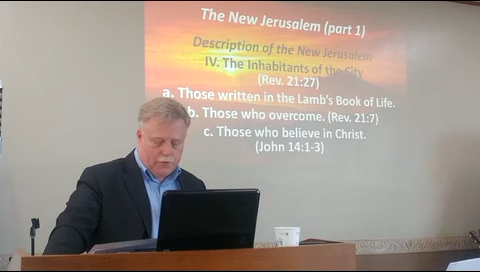 The New Jerusalem (part 1)
Description of the New Jerusalem
IV. The Inhabitants of the City
(Rev. 21:27)
a. Those written in the Lamb's Book of Life.
b. Those who overcome. (Rev. 21:7)
c. Those who believe in Christ.
(John 14:1-3)